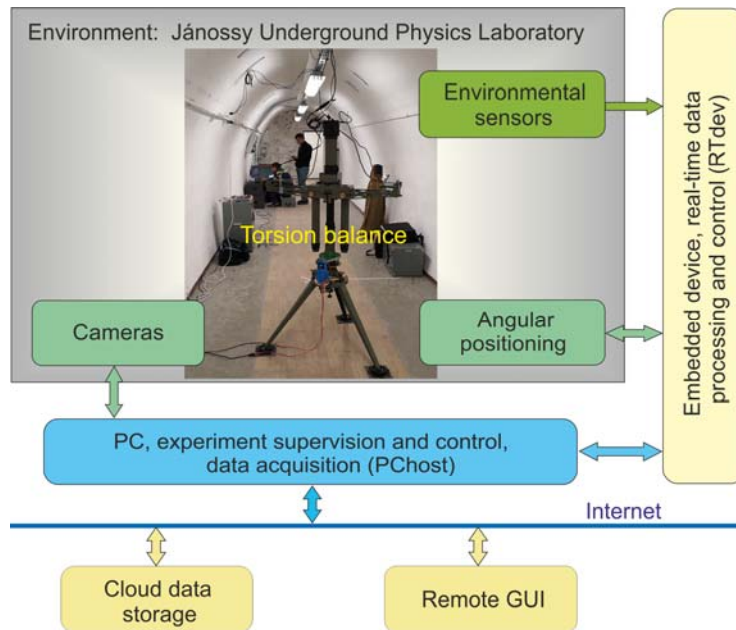 Environment: Jánossy Underground Physics Laboratory
Environmental
sensors
Torsion balance
Cameras
Angular
positioning
Embedded device, real-time data
processing and control (RTdev)
PC, experiment supervision and control,
data acquisition (PChost)
Internet
Cloud data
storage
Remote GUI